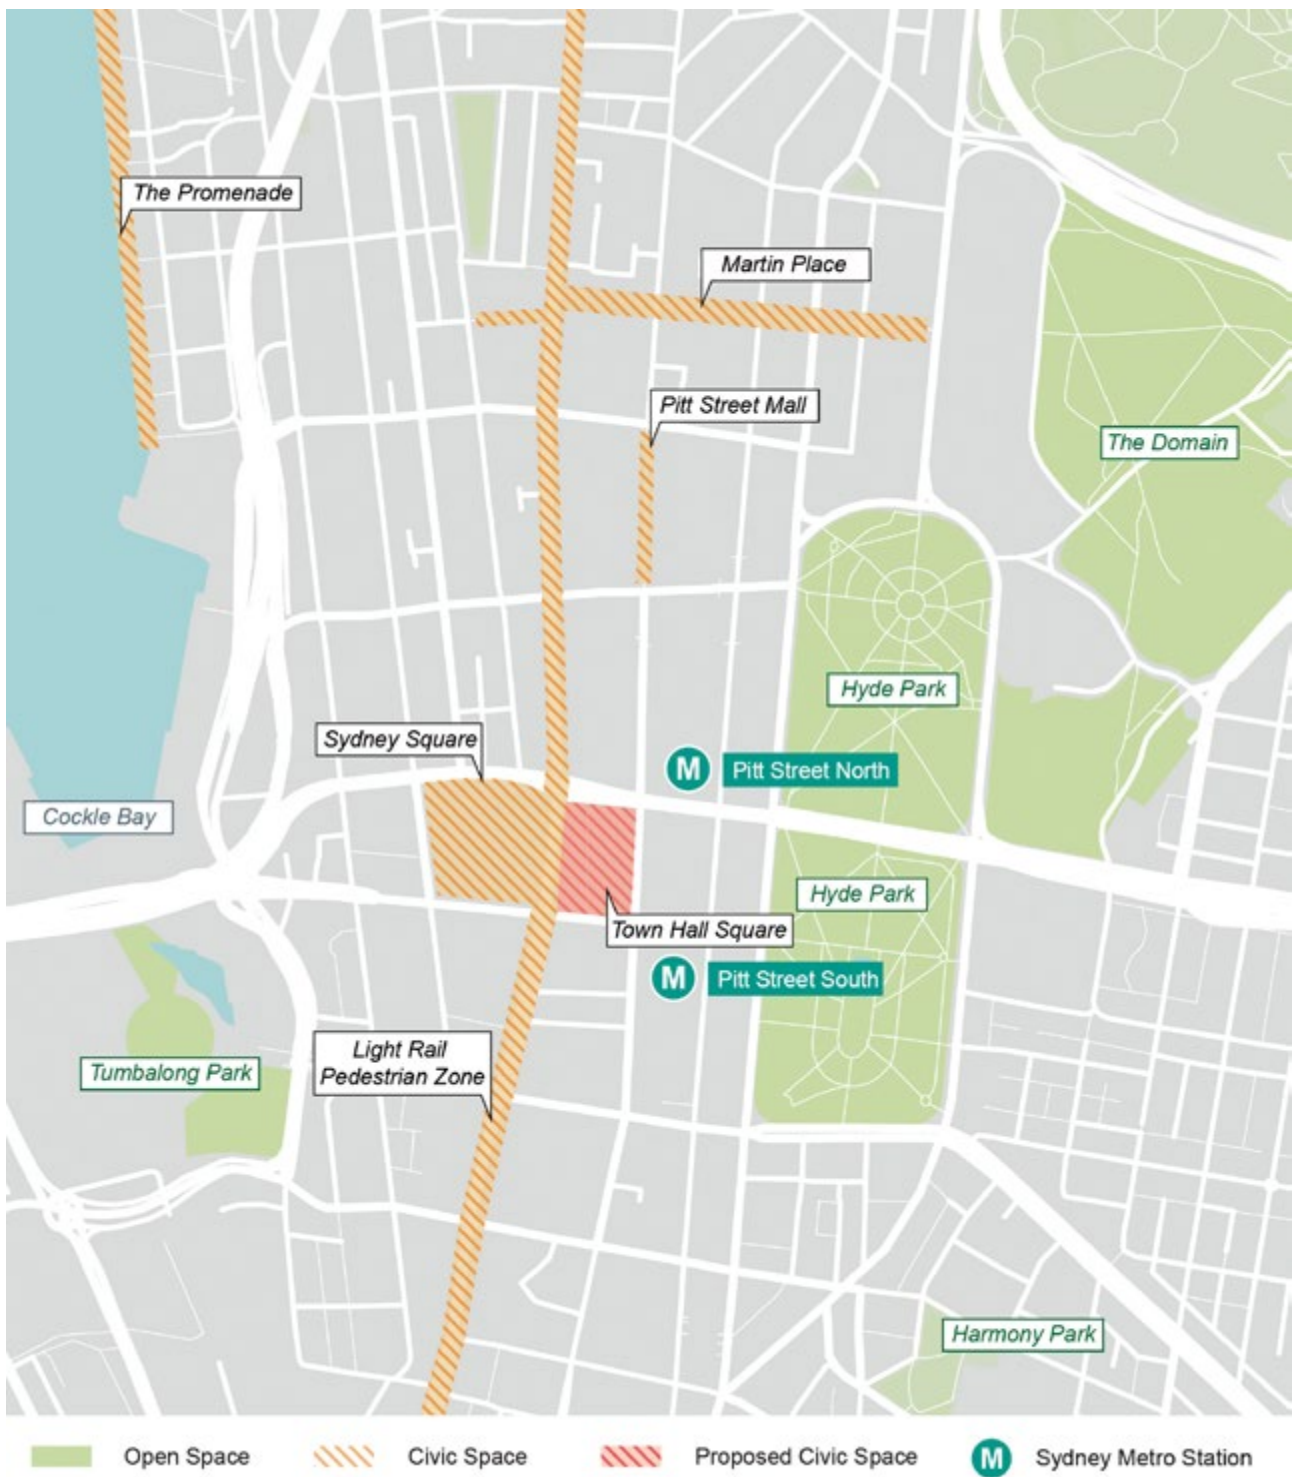 The Promenade
Martin Place
Pitt Street Mall
The Domain
Hyde Park
Sydney Square
M
Pitt Street North
Cockle Bay
Hyde Park
Town Hall Square
M
Pitt Street South
Light Rail
Pedestrian Zone
Tumbalong Park
Harmony Park
Open Space
Civic Space
Proposed Civic Space
M
Sydney Metro Station